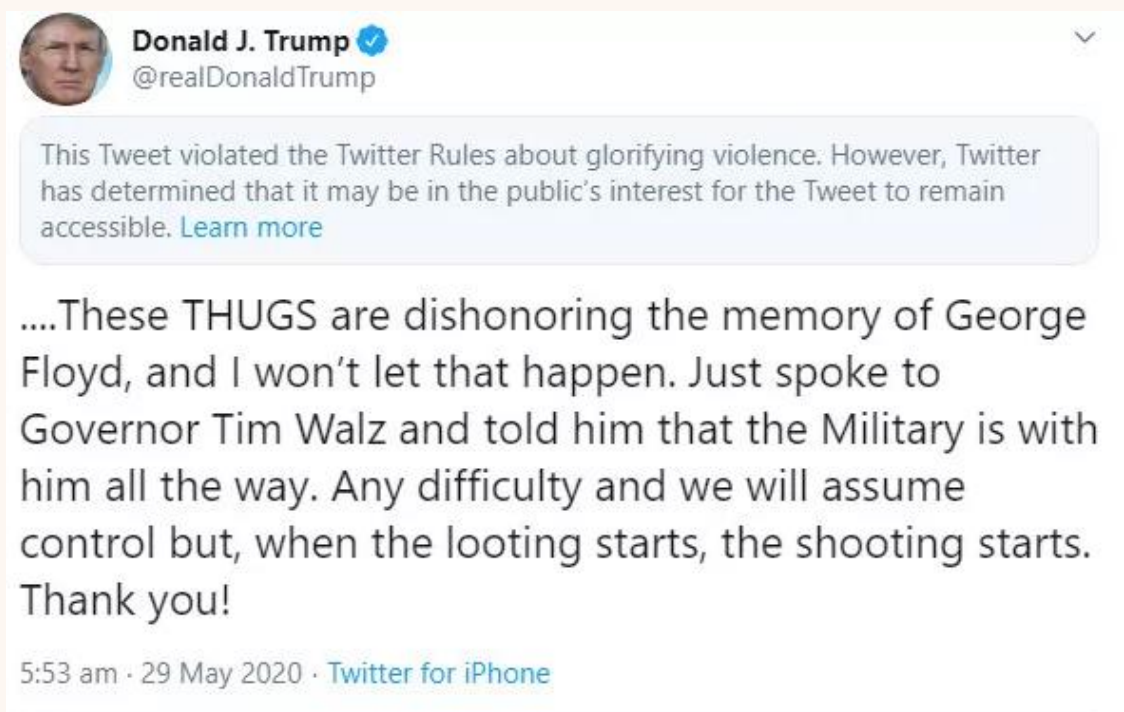 Donald J. Trump
@realDonaldTrump
This Tweet violated the Twitter Rules about glorifying violence. However, Twitter
has determined that it may be in the public's interest for the Tweet to remain
accessible. Learn more
....These THUGS are dishonoring the memory of George
Floyd, and I won't let that happen. Just spoke to
Governor Tim Walz and told him that the Military is with
him all the way. Any difficulty and we will assume
control but, when the looting starts, the shooting starts.
Thank you!
5:53 am · 29 May 2020 · Twitter for iPhone